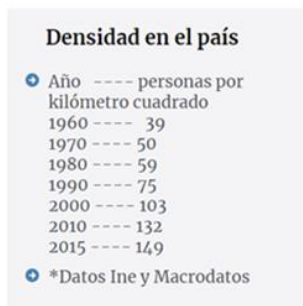 Densidad en el país
Año ---- personas por
kilómetro cuadrado
1960 ---- 39
1970 ---- 50
1980 ---- 59
1990 ---- 75
2000 ---- 103
2010 ---- 132
2015 ---- 149
*Datos Ine y Macrodatos